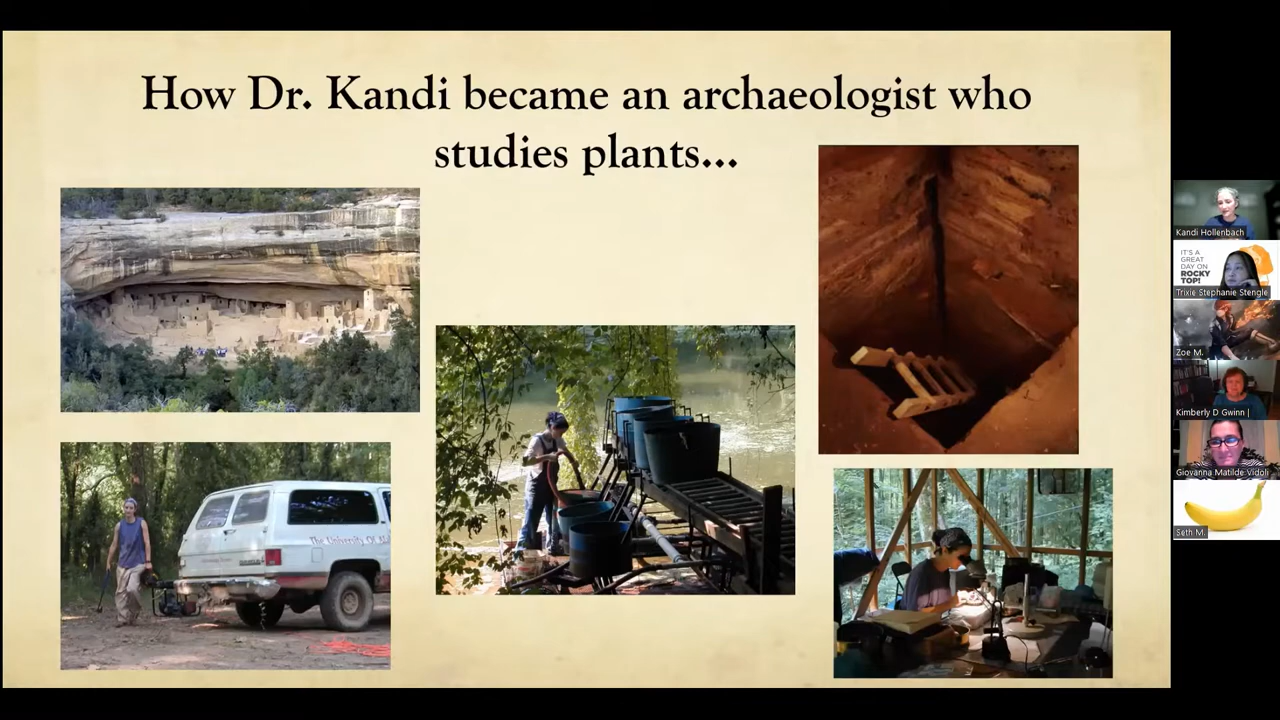 How Dr. Kandi became an archaeologist who
studies plants...
The University Of
Kandi Hollenbach
IT'S A
GREAT
DAY ON
ROCKY
TOP!
Trixie Stephanie Stengle
Zoe M.
Kimberly D Gwinn |
Giovanna Matilde Vidoli
Seth M.